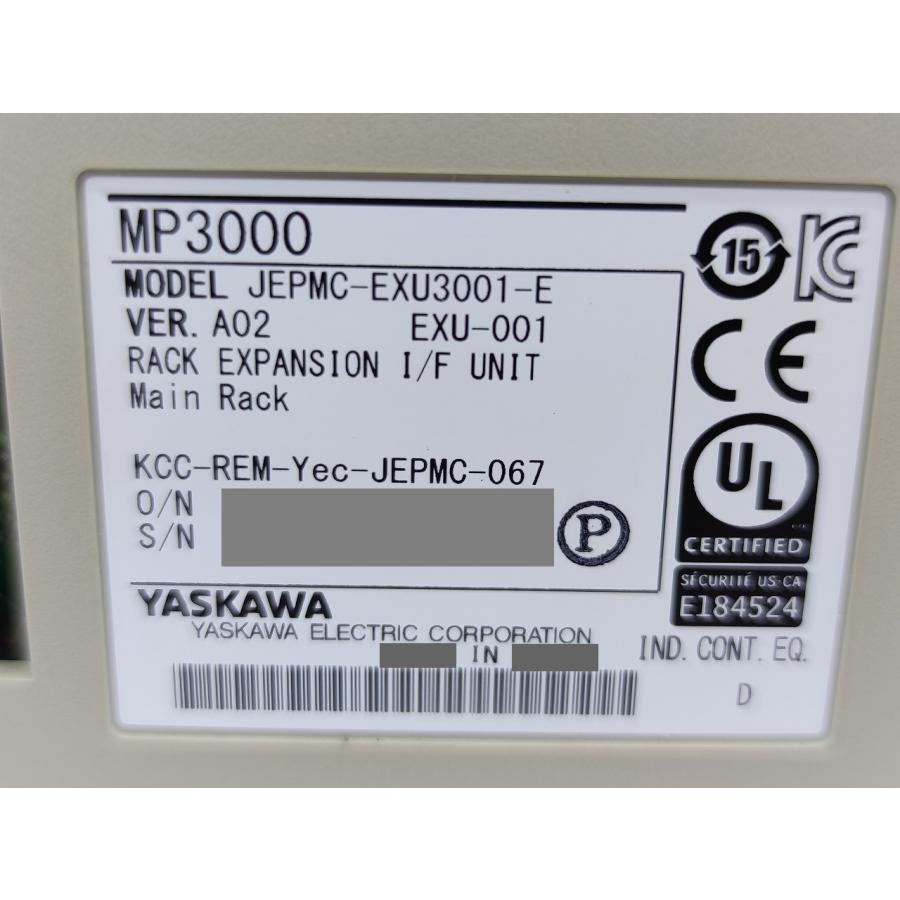 MP3000
MODEL JEPMC-EXU3001-E
VER. A02 EXU-001
RACK EXPANSION I/F UNIT
Main Rack
KCC-REM-Yec-JEPMC-067
O/N
S/N
P
YASKAWA
YASKAWA ELECTRIC CORPORATION
IN
15
KC
CE
UL
CERTIFIED
SÉCURITÉ US-CA
E184524
IND. CONT. EQ.
D